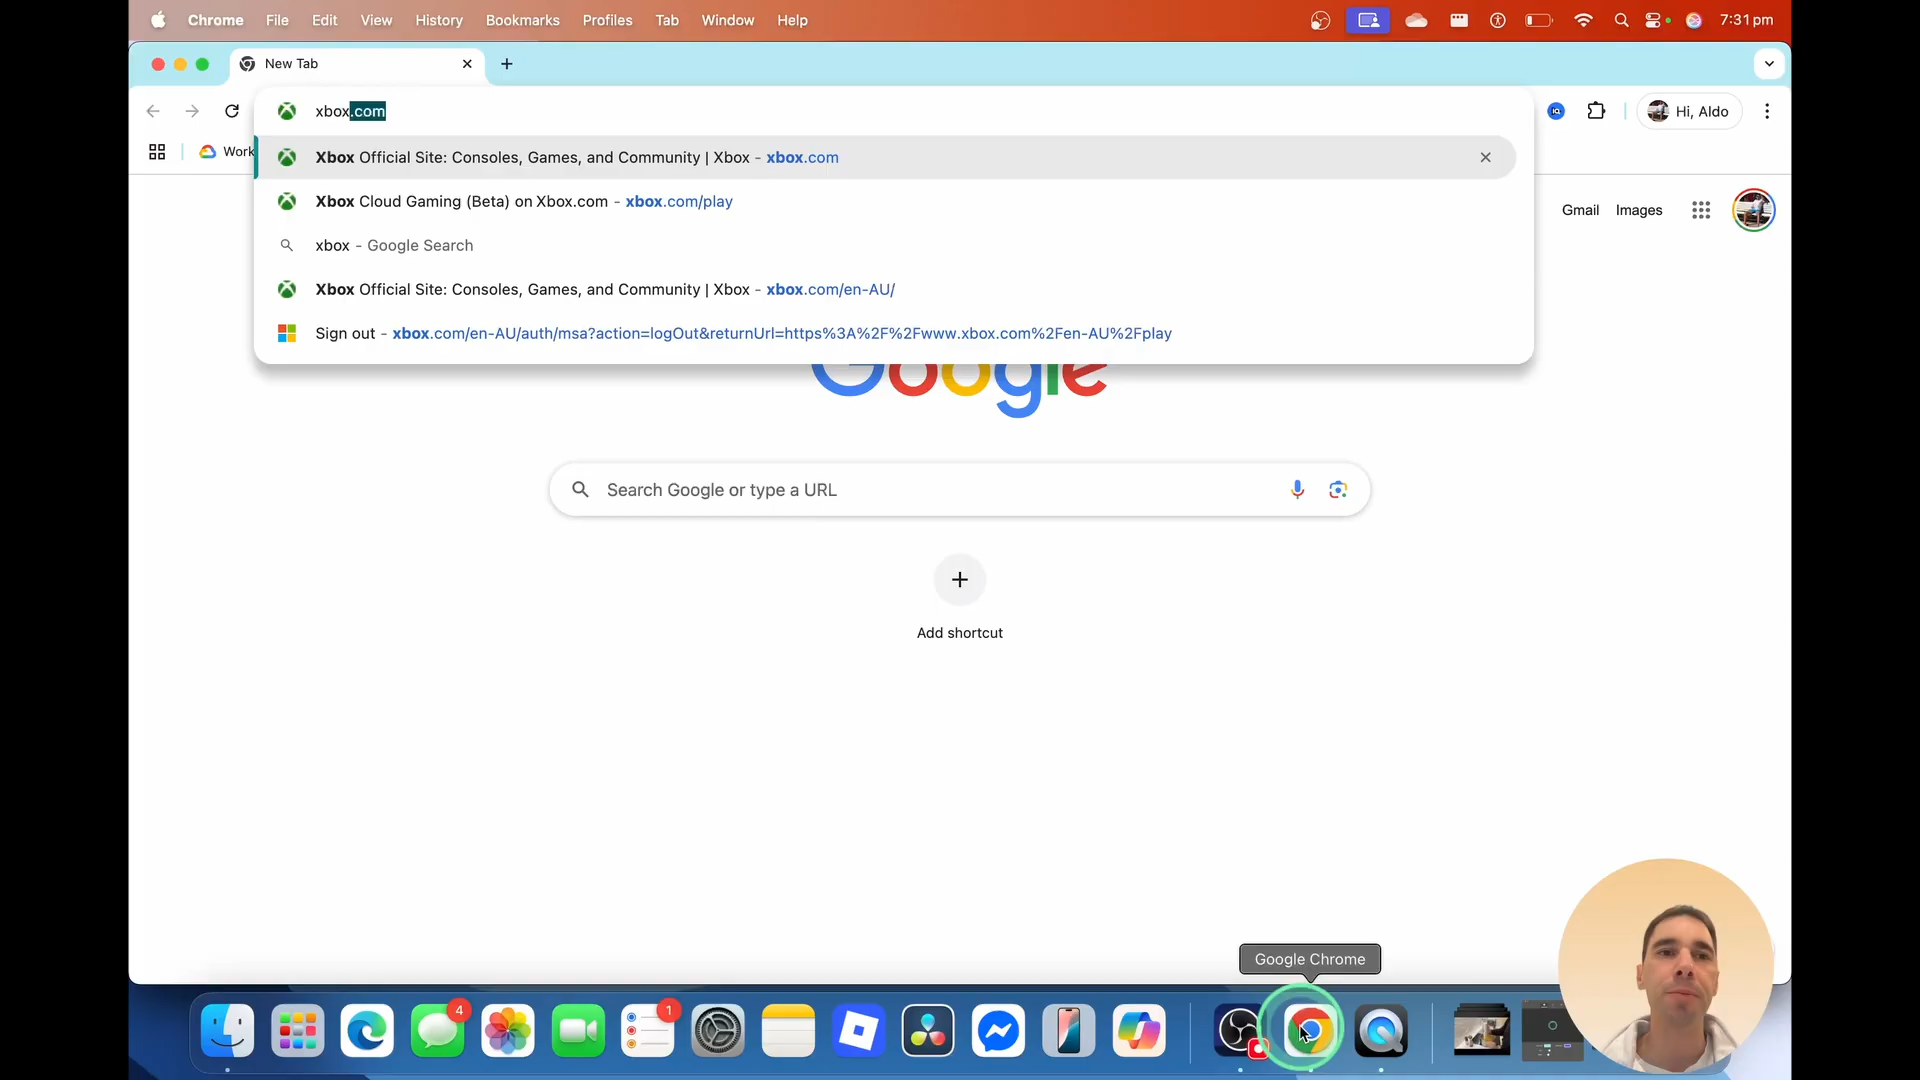 Chrome File Edit View History Bookmarks Profiles Tab Window Help 7:31 pm
New Tab
xbox.com
Hi, Aldo
Work
Xbox Official Site: Consoles, Games, and Community | Xbox - xbox.com
Xbox Cloud Gaming (Beta) on Xbox.com - xbox.com/play
xbox - Google Search
Xbox Official Site: Consoles, Games, and Community | Xbox - xbox.com/en-AU/
Sign out - xbox.com/en-AU/auth/msa?action=logOut&returnUrl=https%3A%2F%2Fwww.xbox.com%2Fen-AU%2Fplay
Gmail Images
Google
Search Google or type a URL
Add shortcut
Google Chrome
4
1